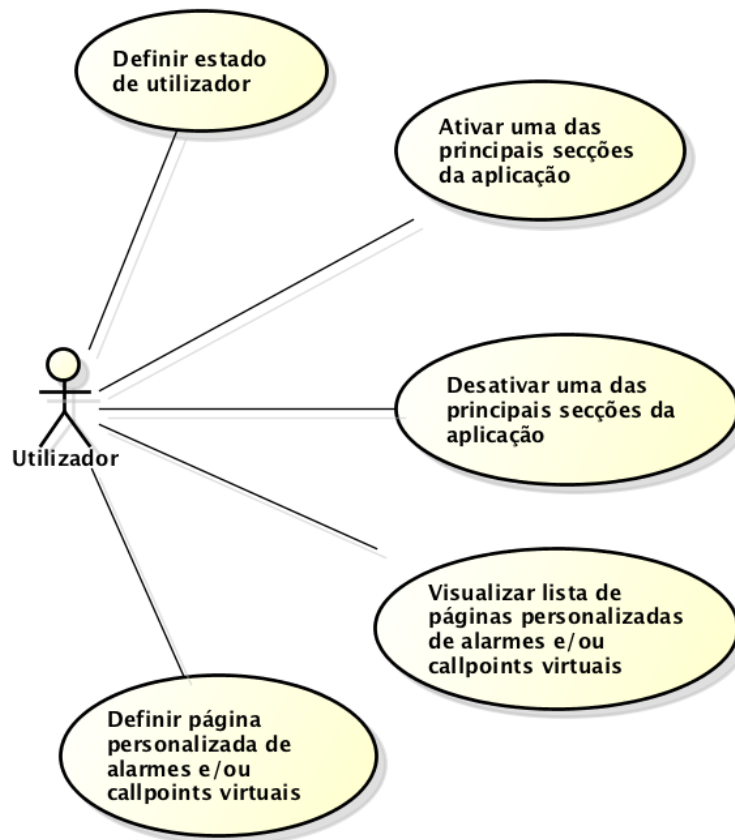 Definir estado
de utilizador
Ativar uma das
principais secções
da aplicação
Desativar uma das
principais secções da
aplicação
Utilizador
Visualizar lista de
páginas personalizadas
de alarmes e/ou
callpoints virtuais
Definir página
personalizada de
alarmes e/ou
callpoints virtuais